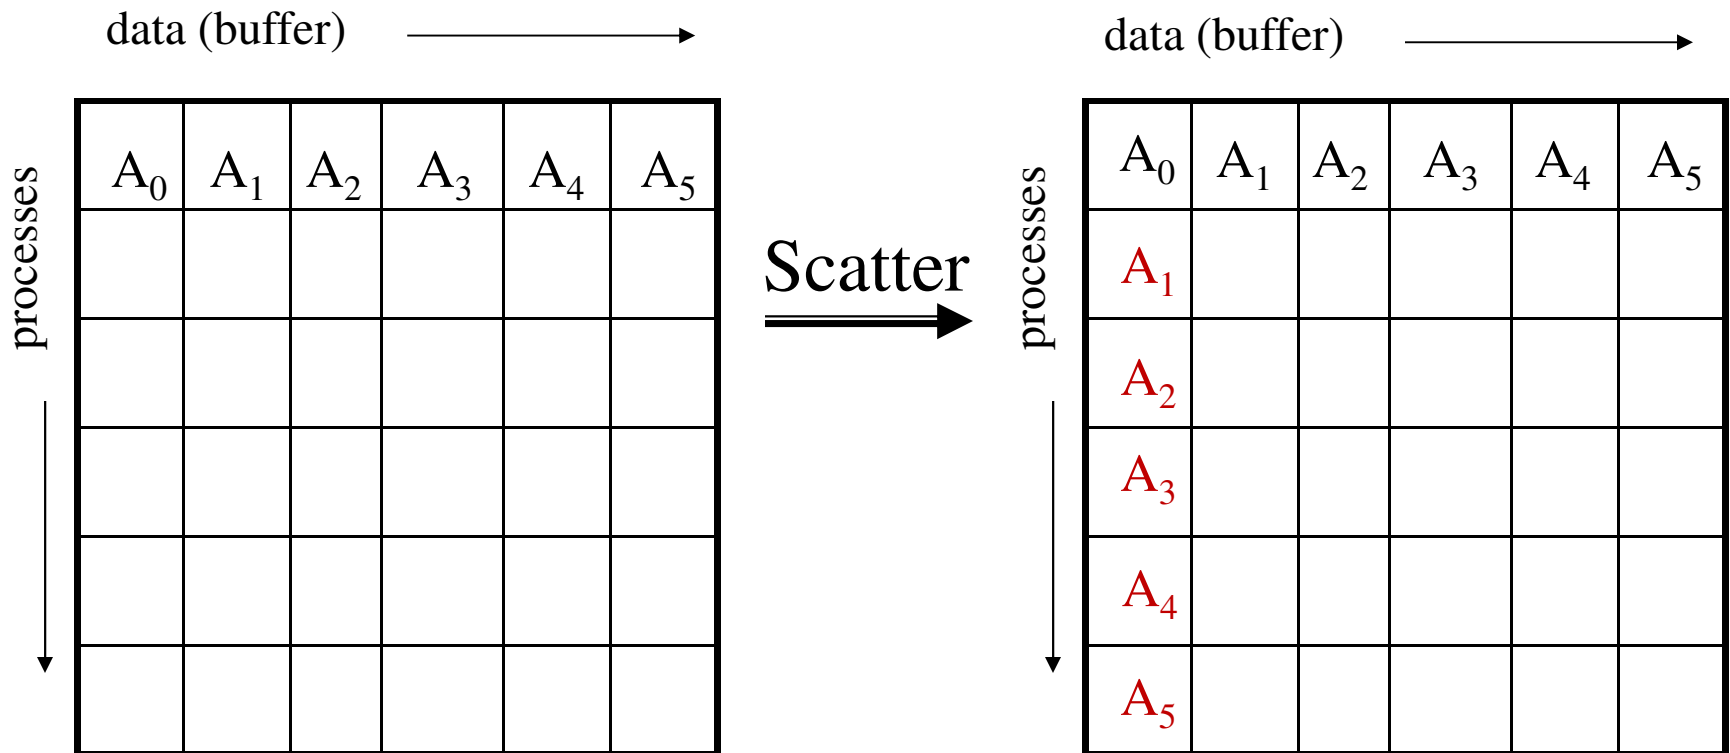 data (buffer)
processes
A₀ A₁ A₂ A₃ A₄ A₅
Scatter
data (buffer)
processes
A₀ A₁ A₂ A₃ A₄ A₅
A₁
A₂
A₃
A₄
A₅